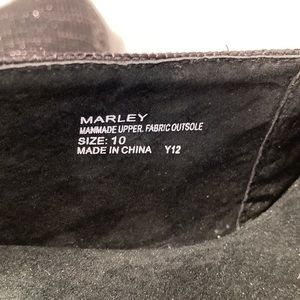 MARLEY
MANMADE UPPER. FABRIC OUTSOLE
SIZE: 10
MADE IN CHINA Y12